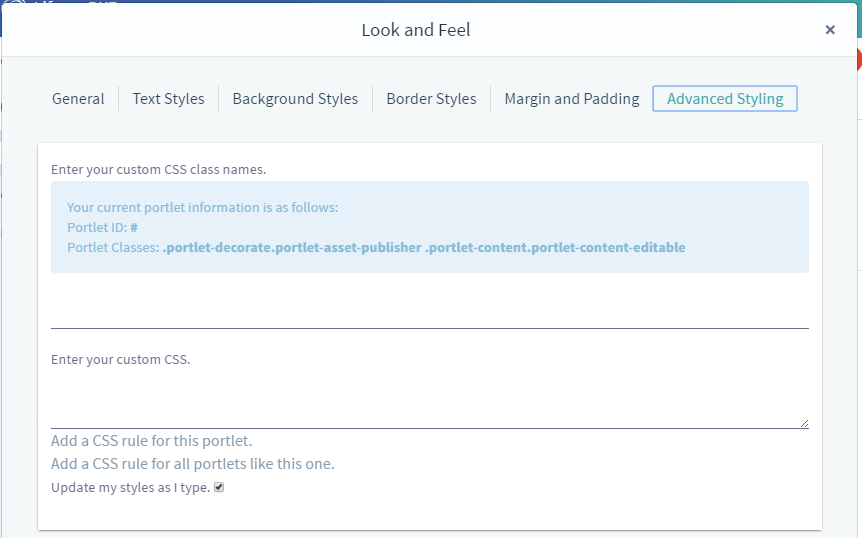 Look and Feel ×
General Text Styles Background Styles Border Styles Margin and Padding Advanced Styling
Enter your custom CSS class names.
Your current portlet information is as follows:
Portlet ID: #
Portlet Classes: .portlet-decorate.portlet-asset-publisher .portlet-content.portlet-content-editable
Enter your custom CSS.
Add a CSS rule for this portlet.
Add a CSS rule for all portlets like this one.
Update my styles as I type.